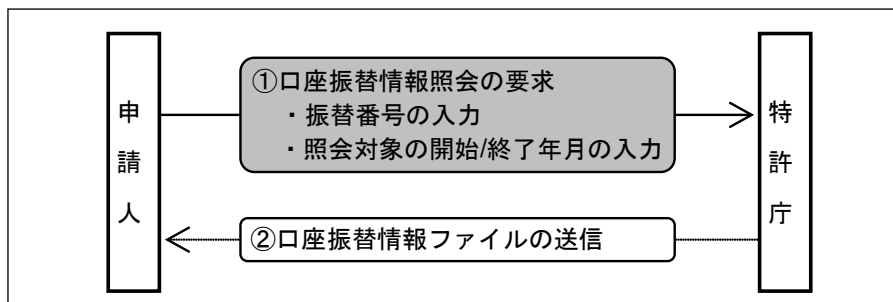 申請人
①口座振替情報照会の要求
・振替番号の入力
・照会対象の開始/終了年月の入力
特許庁
②口座振替情報ファイルの送信